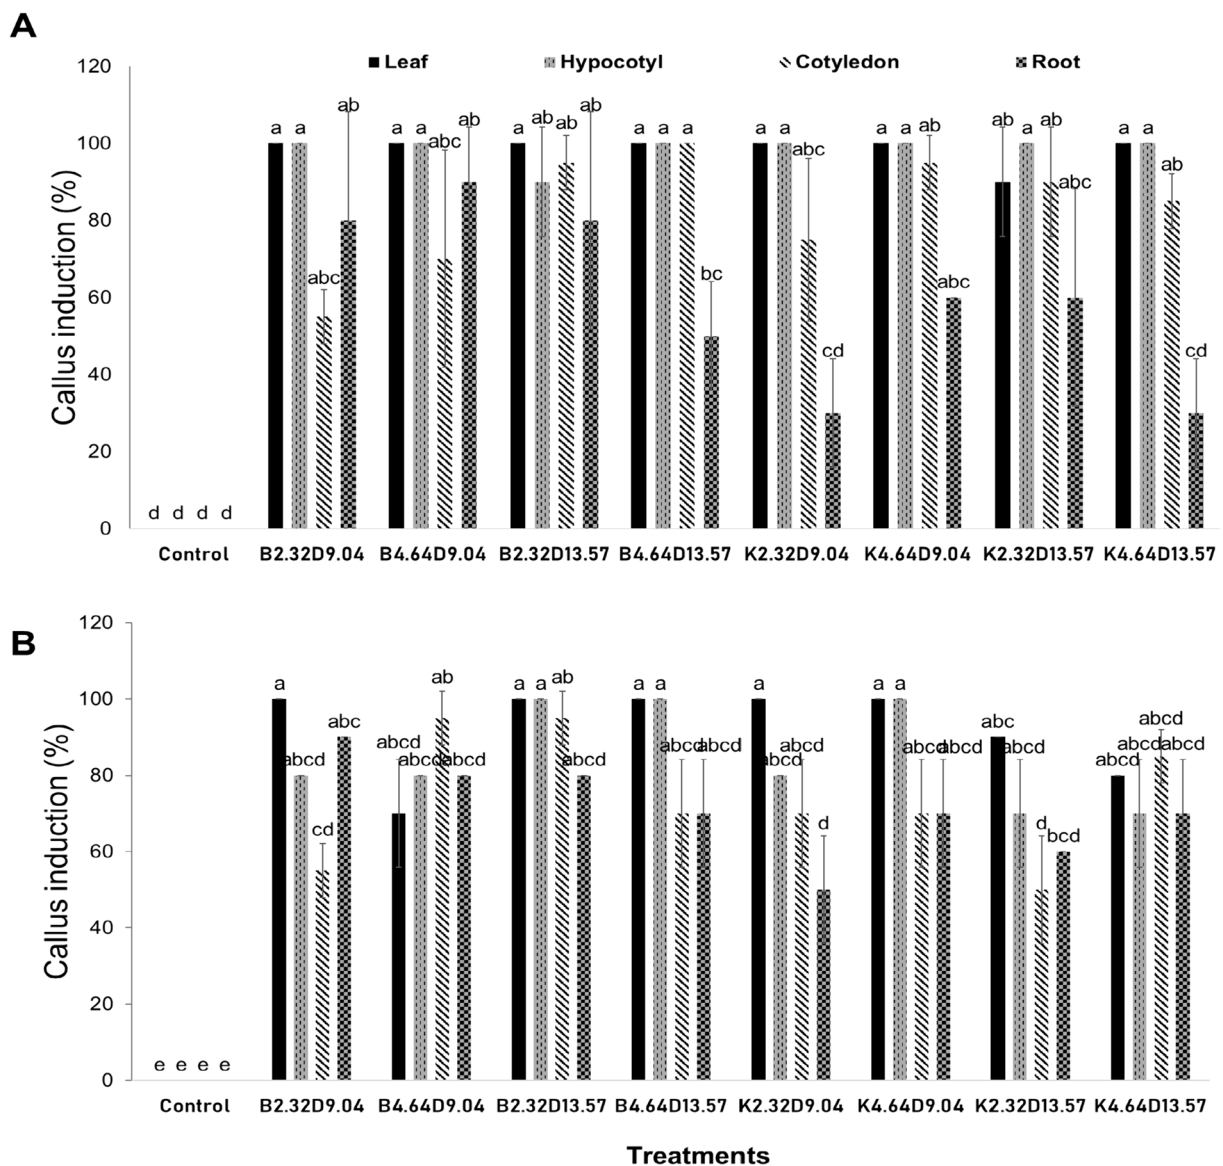 A
Leaf Hypocotyl Cotyledon Root
Callus induction (%)
120
100
80
60
40
20
0
d d d d
a a abc ab
a a abc ab
a ab ab ab
a a a bc
a a abc cd
a a ab abc
ab a ab abc
a a ab cd
Control B2.32D9.04 B4.64D9.04 B2.32D13.57 B4.64D13.57 K2.32D9.04 K4.64D9.04 K2.32D13.57 K4.64D13.57
B
Callus induction (%)
120
100
80
60
40
20
0
e e e e
a abcd cd abc
abcd abcd ab abcd
a a ab abcd
a a abcd abcd
a abcd abcd d
a a abcd abcd
abc abcd d bcd
abcd abcd abcd abcd
Control B2.32D9.04 B4.64D9.04 B2.32D13.57 B4.64D13.57 K2.32D9.04 K4.64D9.04 K2.32D13.57 K4.64D13.57
Treatments